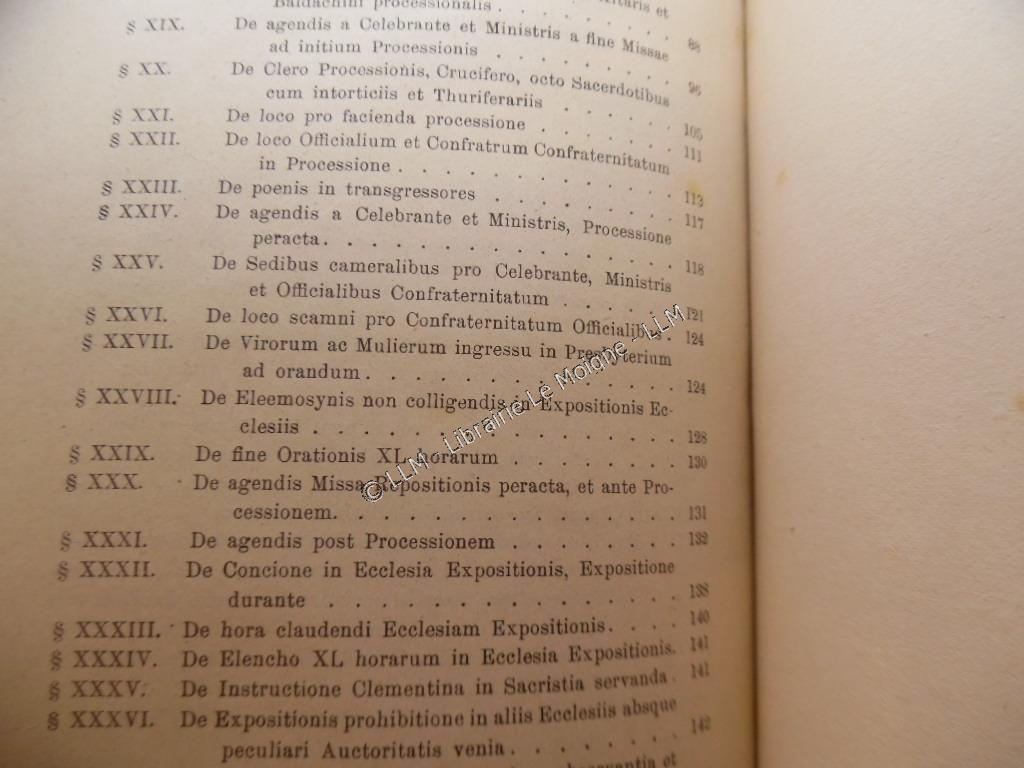 Baldachini processionalis . . . . . . et
§ XIX. De agendis a Celebrante et Ministris a fine Missae
ad initium Processionis . . . . . . . . 88
§ XX. De Clero Processionis, Crucifero, octo Sacerdotibus
cum intorticiis et Thuriferariis . . . . . 96
§ XXI. De loco pro facienda processione . . . . . . 105
§ XXII. De loco Officialium et Confratrum Confraternitatum
in Processione . . . . . . . . . . . . 111
§ XXIII. De poenis in transgressores . . . . . . . . 113
§ XXIV. De agendis a Celebrante et Ministris, Processione
peracta. . . . . . . . . . . . . . 117
§ XXV. De Sedibus cameralibus pro Celebrante, Ministris
et Officialibus Confraternitatum . . . . . 118
§ XXVI. De loco scamni pro Confraternitatum Officialibus . 121
§ XXVII. De Virorum ac Mulierum ingressu in Presbyterium 124
ad orandum . . . . . . . . . . . . . 124
§ XXVIII. De Eleemosynis non colligendis in Expositionis Ec-
clesiis . . . . . . . . . . . . . . . 128
§ XXIX. De fine Orationis XL horarum . . . . . . . . 130
§ XXX. De agendis Missa Repositionis peracta, et ante Pro-
cessionem. . . . . . . . . . . . . . 131
§ XXXI. De agendis post Processionem . . . . . . . . 132
§ XXXII. De Concione in Ecclesia Expositionis, Expositione
durante . . . . . . . . . . . . . . 138
§ XXXIII. De hora claudendi Ecclesiam Expositionis. . . . 140
§ XXXIV. De Elencho XL horarum in Ecclesia Expositionis. 141
§ XXXV. De Instructione Clementina in Sacristia servanda . 141
§ XXXVI. De Expositionis prohibitione in aliis Ecclesiis absque
peculiari Auctoritatis venia . . . . . . . 142
et
© LLM - Librairie Le Moigne - LLM